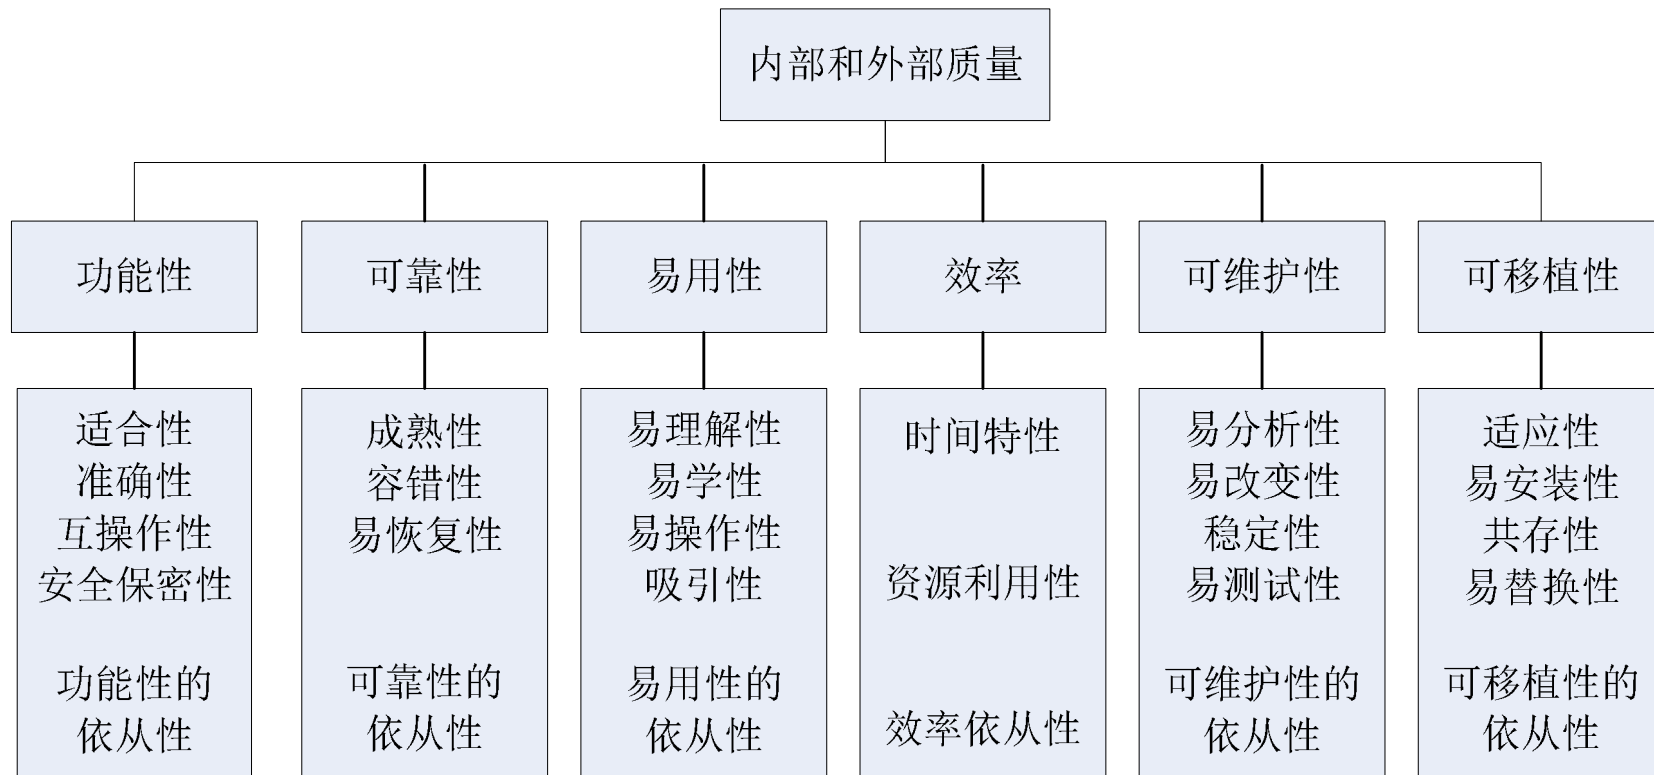 内部和外部质量
功能性
可靠性
易用性
效率
可维护性
可移植性
适合性
准确性
互操作性
安全保密性
功能性的
依从性
成熟性
容错性
易恢复性
可靠性的
依从性
易理解性
易学性
易操作性
吸引性
易用性的
依从性
时间特性
资源利用性
效率依从性
易分析性
易改变性
稳定性
易测试性
可维护性的
依从性
适应性
易安装性
共存性
易替换性
可移植性的
依从性